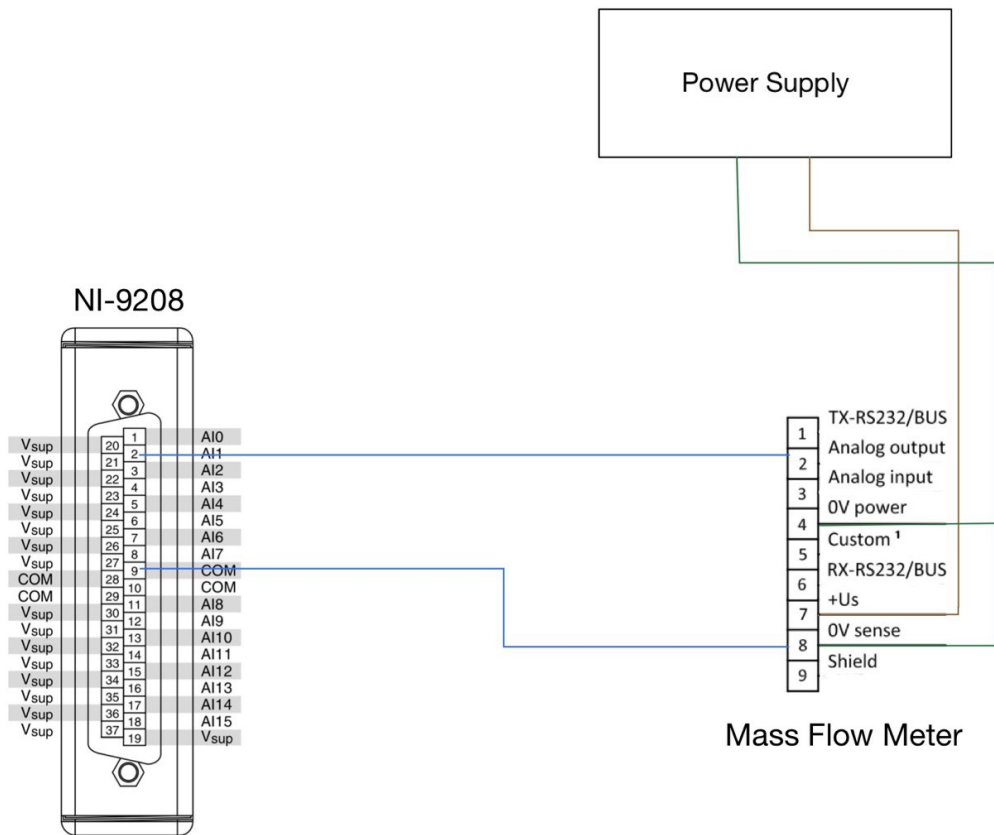 Power Supply
NI-9208
Vsup 20 1 AI0
Vsup 21 2 AI1
Vsup 22 3 AI2
Vsup 23 4 AI3
Vsup 24 5 AI4
Vsup 25 6 AI5
Vsup 26 7 AI6
Vsup 27 8 AI7
COM 28 9 COM
COM 29 10 COM
Vsup 30 11 AI8
Vsup 31 12 AI9
Vsup 32 13 AI10
Vsup 33 14 AI11
Vsup 34 15 AI12
Vsup 35 16 AI13
Vsup 36 17 AI14
Vsup 37 18 AI15
19 Vsup
1 TX-RS232/BUS
2 Analog output
3 Analog input
4 0V power
5 Custom ¹
6 RX-RS232/BUS
7 +Us
8 0V sense
9 Shield
Mass Flow Meter